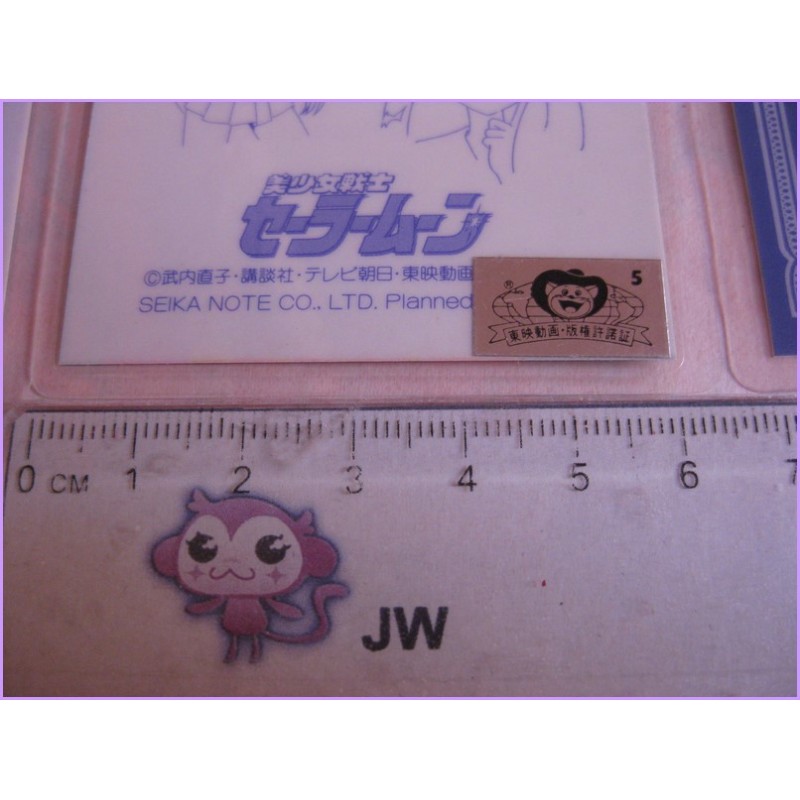 美少女戦士
セーラームーン
©武内直子・講談社・テレビ朝日・東映動画
SEIKA NOTE CO., LTD. Planned
® 5
東映動画・版権許諾証
0 CM 1 2 3 4 5 6 7
JW